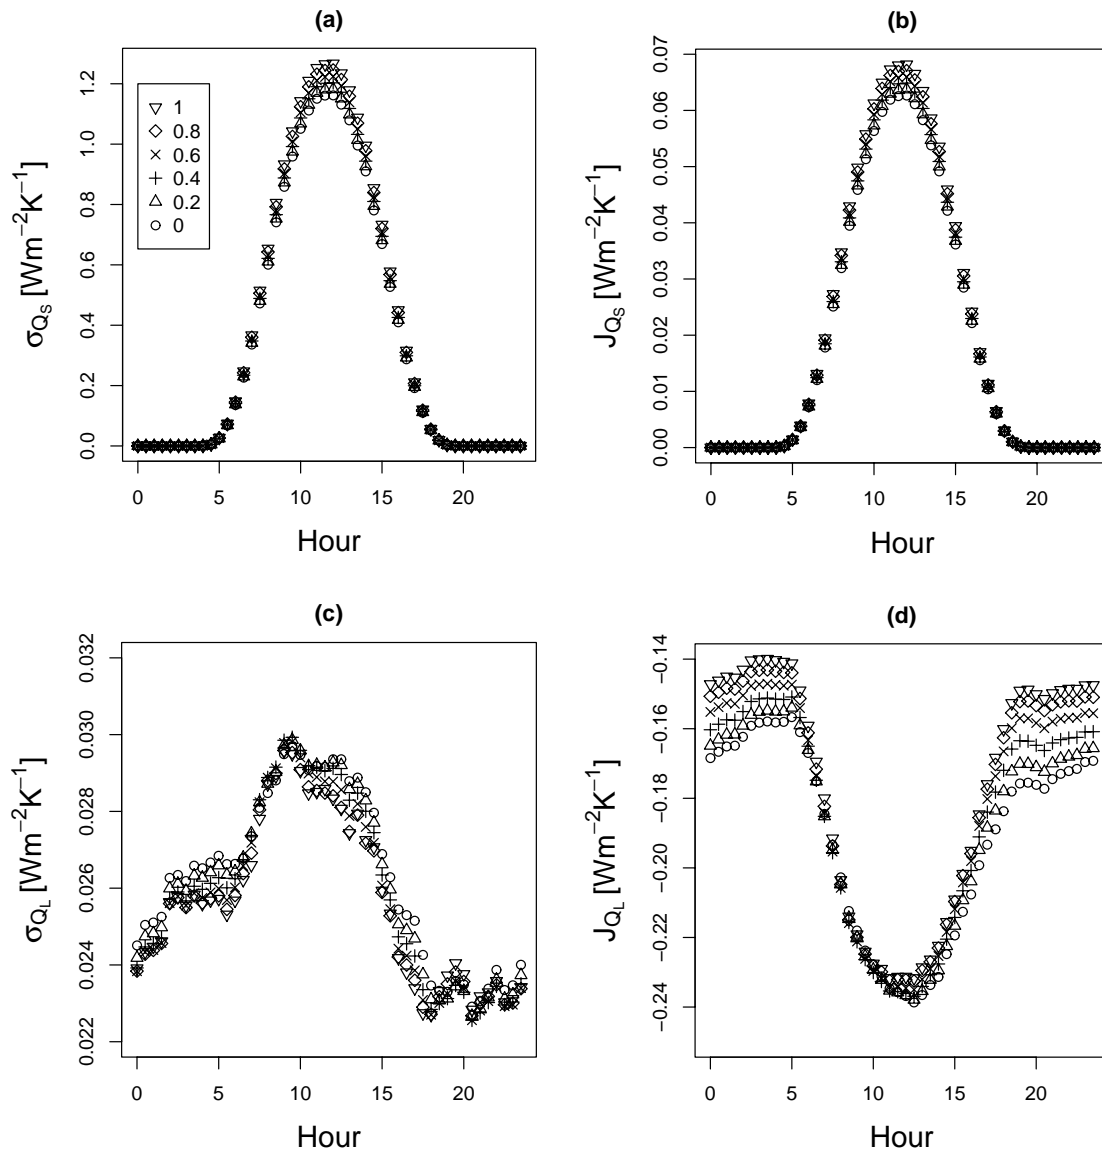 (a)
σQS [Wm−2K−1]
0.0 0.2 0.4 0.6 0.8 1.0 1.2
1
0.8
0.6
0.4
0.2
0
0 5 10 15 20
Hour
(b)
JQS [Wm−2K−1]
0.00 0.01 0.02 0.03 0.04 0.05 0.06 0.07
0 5 10 15 20
Hour
(c)
σQL [Wm−2K−1]
0.022 0.024 0.026 0.028 0.030 0.032
0 5 10 15 20
Hour
(d)
JQL [Wm−2K−1]
−0.24 −0.22 −0.20 −0.18 −0.16 −0.14
0 5 10 15 20
Hour